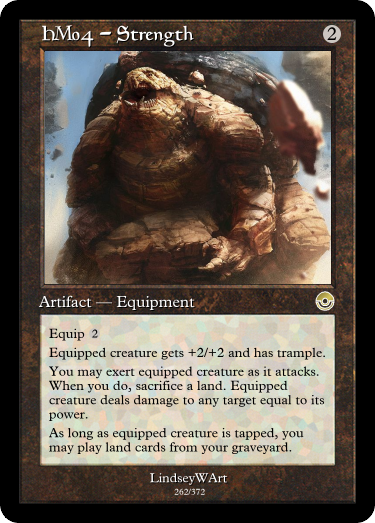 HM04 – Strength
2
Artifact — Equipment
Equip 2
Equipped creature gets +2/+2 and has trample.
You may exert equipped creature as it attacks.
When you do, sacrifice a land. Equipped
creature deals damage to any target equal to its
power.
As long as equipped creature is tapped, you
may play land cards from your graveyard.
LindseyWArt
262/372